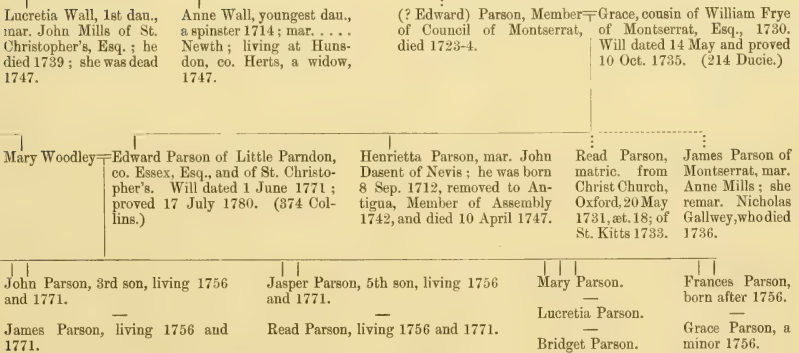 Lucretia Wall, 1st dau.,
mar. John Mills of St.
Christopher's, Esq. ; he
died 1739 ; she was dead
1747.
Anne Wall, youngest dau.,
a spinster 1714 ; mar. . . . .
Newth ; living at Huns-
don, co. Herts, a widow,
1747.
(? Edward) Parson, Member
of Council of Montserrat,
died 1723-4.
Grace, cousin of William Frye
of Montserrat, Esq., 1730.
Will dated 14 May and proved
10 Oct. 1735. (214 Ducie.)
Mary Woodley
Edward Parson of Little Parndon,
co. Essex, Esq., and of St. Christo-
pher's. Will dated 1 June 1771 ;
proved 17 July 1780. (374 Col-
lins.)
Henrietta Parson, mar. John
Dasent of Nevis ; he was born
8 Sep. 1712, removed to An-
tigua, Member of Assembly
1742, and died 10 April 1747.
Read Parson,
matric. from
Christ Church,
Oxford, 20 May
1731, æt. 18; of
St. Kitts 1733.
James Parson of
Montserrat, mar.
Anne Mills ; she
remar. Nicholas
Gallwey, who died
1736.
John Parson, 3rd son, living 1756
and 1771.
James Parson, living 1756 and
1771.
Jasper Parson, 5th son, living 1756
and 1771.
Read Parson, living 1756 and 1771.
Mary Parson.
Lucretia Parson.
Bridget Parson.
Frances Parson,
born after 1756.
Grace Parson, a
minor 1756.